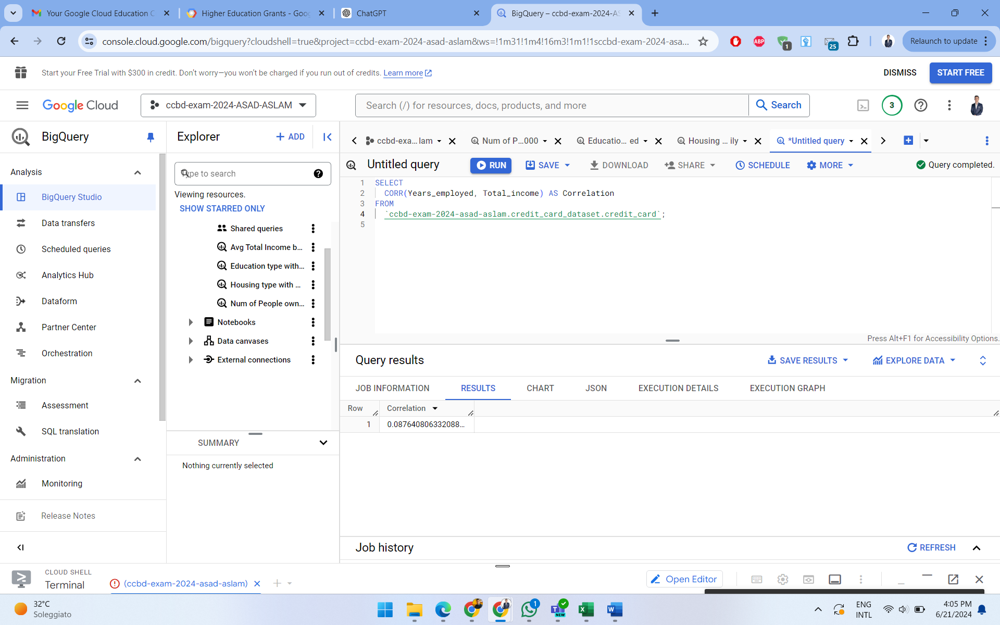 Your Google Cloud Education C
Higher Education Grants - Goog
ChatGPT
BigQuery – ccbd-exam-2024-AS
console.cloud.google.com/bigquery?cloudshell=true&project=ccbd-exam-2024-asad-aslam&ws=!1m31!1m4!16m3!1m1!1sccbd-exam-2024-asa...
ABP
1
25
Relaunch to update
Start your Free Trial with $300 in credit. Don't worry—you won't be charged if you run out of credits. Learn more
DISMISS
START FREE
Google Cloud
ccbd-exam-2024-ASAD-ASLAM
Search (/) for resources, docs, products, and more
Search
3
BigQuery
Analysis
BigQuery Studio
Data transfers
Scheduled queries
Analytics Hub
Dataform
Partner Center
Orchestration
Migration
Assessment
SQL translation
Administration
Monitoring
Release Notes
Explorer
+ ADD
Type to search
Viewing resources.
SHOW STARRED ONLY
Shared queries
Avg Total Income b...
Education type with...
Housing type with ...
Num of People own...
Notebooks
Data canvases
External connections
SUMMARY
Nothing currently selected
ccbd-exa...lam
Num of P...000
Educatio... ed
Housing ... ily
*Untitled query
Untitled query
RUN
SAVE
DOWNLOAD
SHARE
SCHEDULE
MORE
Query completed.
1 SELECT
2 CORR(Years_employed, Total_income) AS Correlation
3 FROM
4 `ccbd-exam-2024-asad-aslam.credit_card_dataset.credit_card`;
5
Press Alt+F1 for Accessibility Options.
Query results
SAVE RESULTS
EXPLORE DATA
JOB INFORMATION
RESULTS
CHART
JSON
EXECUTION DETAILS
EXECUTION GRAPH
Row
Correlation
1
0.087640806332088...
Job history
REFRESH
CLOUD SHELL
Terminal
(ccbd-exam-2024-asad-aslam)
Open Editor
32°C
Soleggiato
1
NEW
ENG
INTL
4:05 PM
6/21/2024